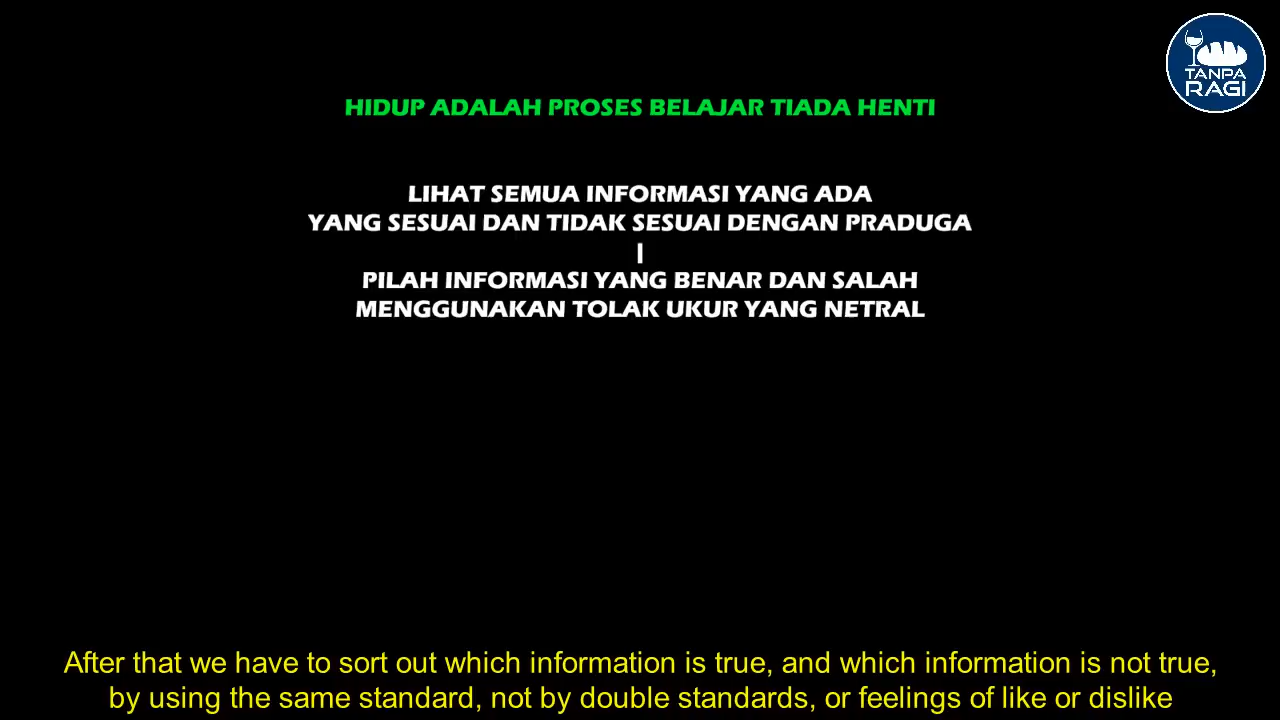 TANPA
RAGI
HIDUP ADALAH PROSES BELAJAR TIADA HENTI
LIHAT SEMUA INFORMASI YANG ADA
YANG SESUAI DAN TIDAK SESUAI DENGAN PRADUGA
|
PILAH INFORMASI YANG BENAR DAN SALAH
MENGGUNAKAN TOLAK UKUR YANG NETRAL
After that we have to sort out which information is true, and which information is not true,
by using the same standard, not by double standards, or feelings of like or dislike